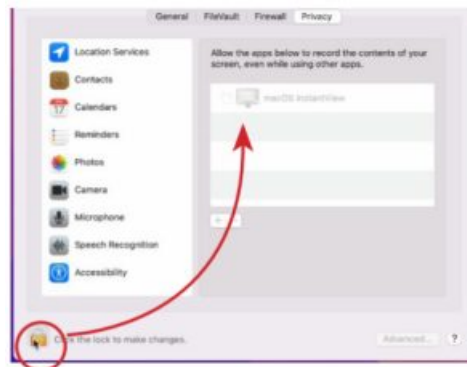 General FileVault Firewall Privacy
Location Services
Contacts
17
Calendars
Reminders
Photos
Camera
Microphone
Speech Recognition
Accessibility
Allow the apps below to record the contents of your
screen, even while using other apps.
macOS InstantView
+
Click the lock to make changes.
Advanced...
?